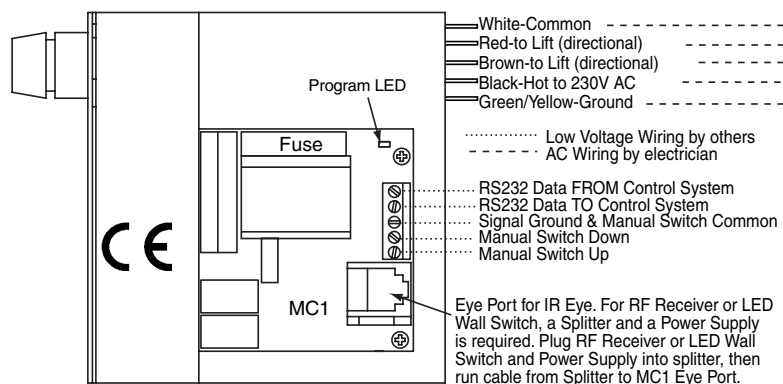 White-Common
Red-to Lift (directional)
Brown-to Lift (directional)
Black-Hot to 230V AC
Green/Yellow-Ground
Program LED
Fuse
Low Voltage Wiring by others
AC Wiring by electrician
RS232 Data FROM Control System
RS232 Data TO Control System
Signal Ground & Manual Switch Common
Manual Switch Down
Manual Switch Up
CE
MC1
Eye Port for IR Eye. For RF Receiver or LED
Wall Switch, a Splitter and a Power Supply
is required. Plug RF Receiver or LED Wall
Switch and Power Supply into splitter, then
run cable from Splitter to MC1 Eye Port.